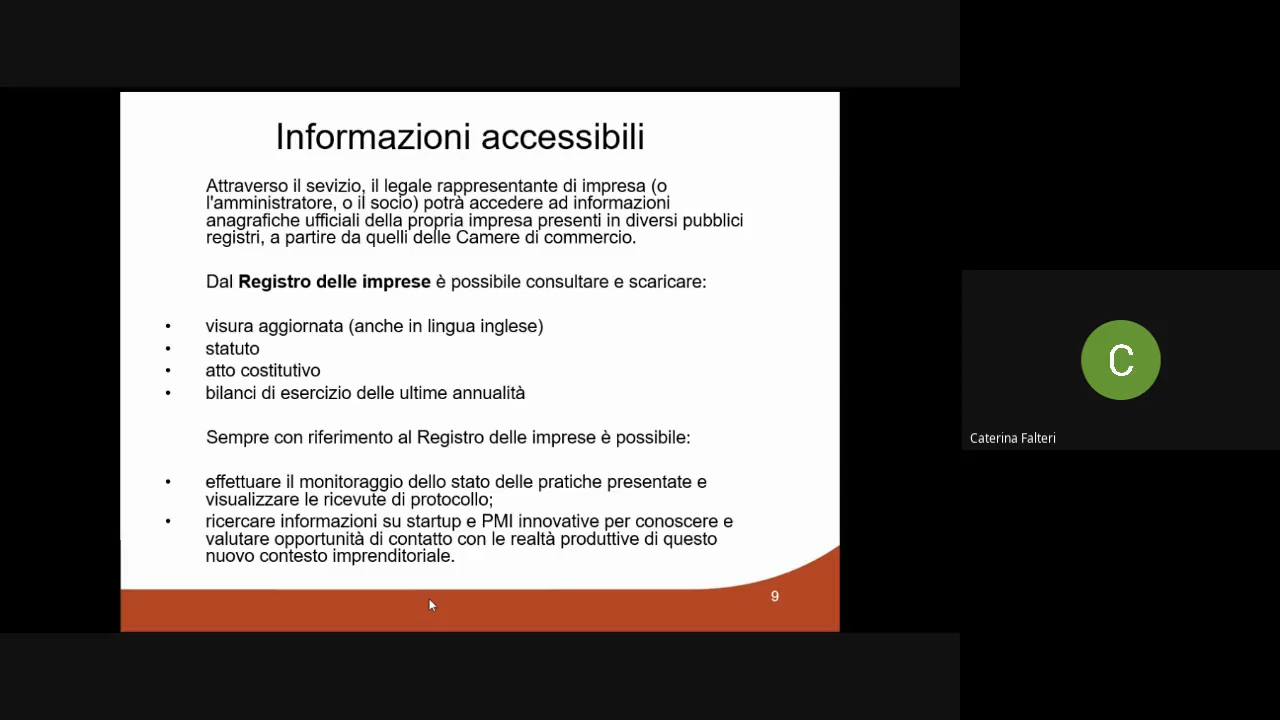 Informazioni accessibili
Attraverso il sevizio, il legale rappresentante di impresa (o
l'amministratore, o il socio) potrà accedere ad informazioni
anagrafiche ufficiali della propria impresa presenti in diversi pubblici
registri, a partire da quelli delle Camere di commercio.
Dal Registro delle imprese è possibile consultare e scaricare:
• visura aggiornata (anche in lingua inglese)
• statuto
• atto costitutivo
• bilanci di esercizio delle ultime annualità
Sempre con riferimento al Registro delle imprese è possibile:
• effettuare il monitoraggio dello stato delle pratiche presentate e
visualizzare le ricevute di protocollo;
• ricercare informazioni su startup e PMI innovative per conoscere e
valutare opportunità di contatto con le realtà produttive di questo
nuovo contesto imprenditoriale.
9
C
Caterina Falteri